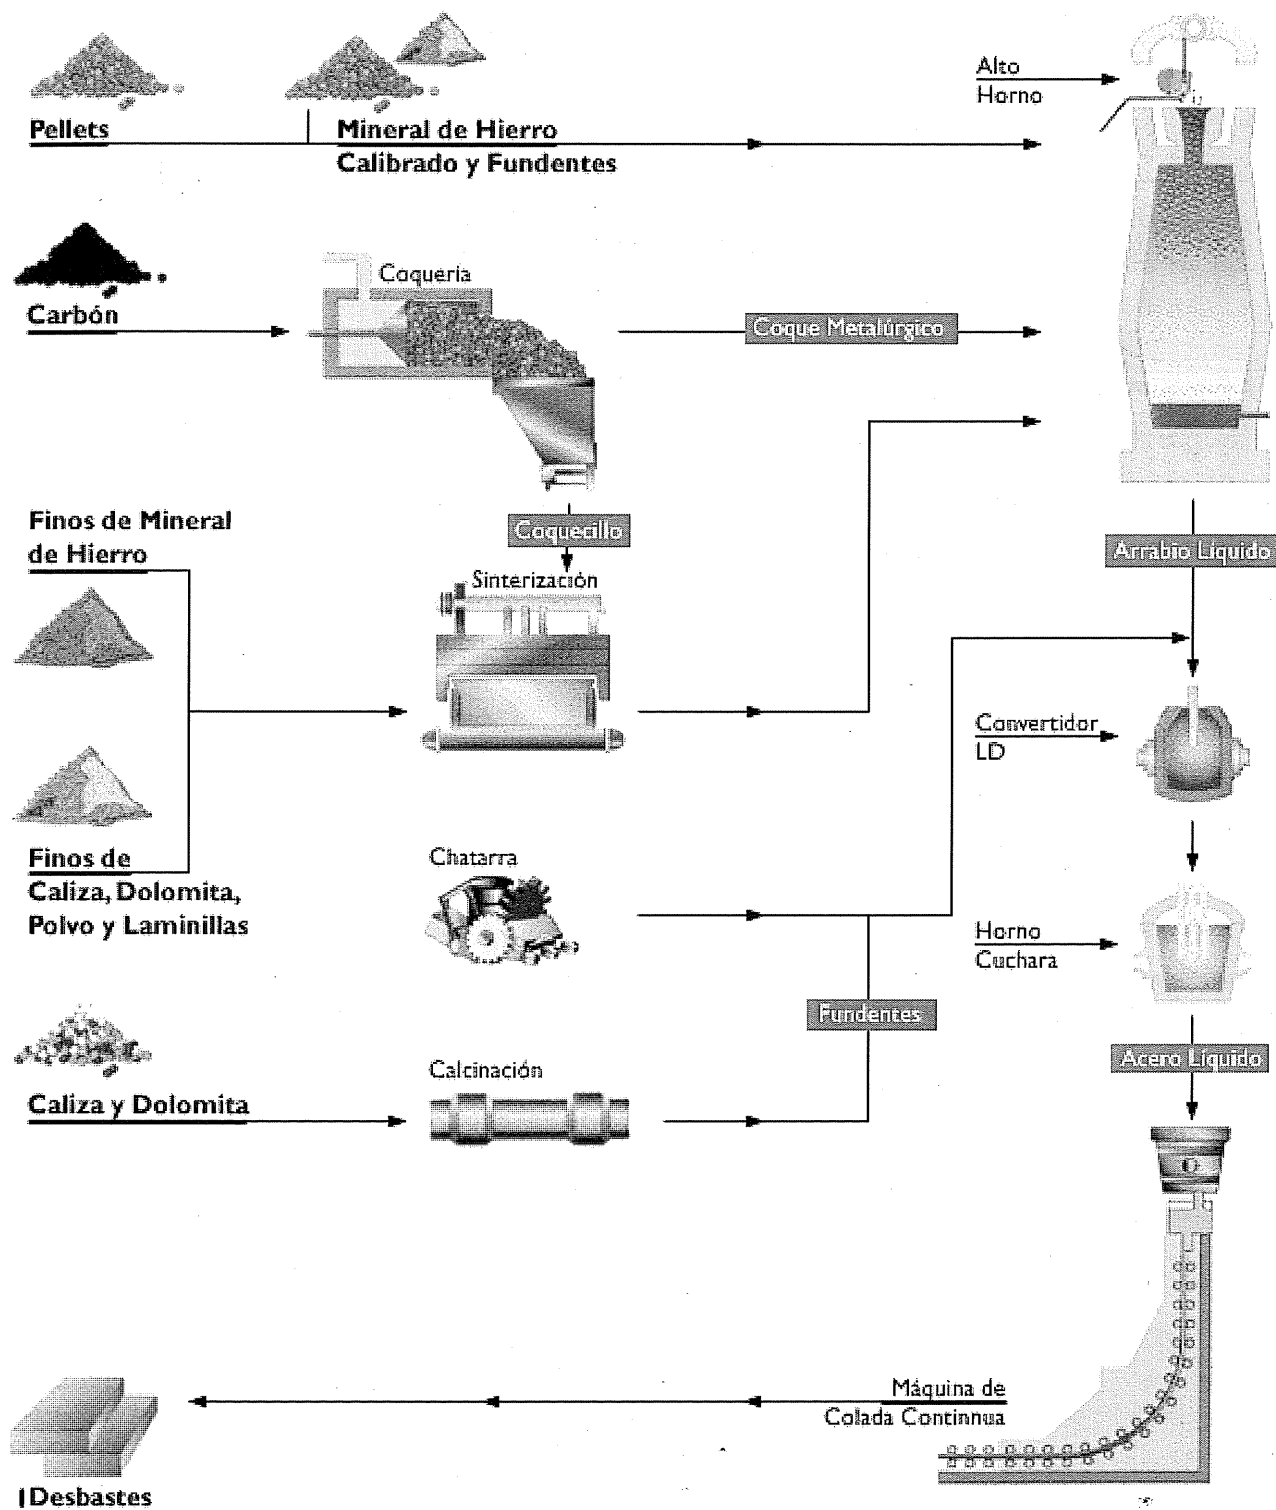 Alto
Horno
Pellets
Mineral de Hierro
Calibrado y Fundentes
Carbón
Coquería
Coque Metalúrgico
Finos de Mineral
de Hierro
Coquecillo
Sinterización
Arrabio Líquido
Convertidor
LD
Finos de
Caliza, Dolomita,
Polvo y Laminillas
Chatarra
Horno
Cuchara
Fundentes
Caliza y Dolomita
Calcinación
Acero Líquido
Máquina de
Colada Continnua
Desbastes